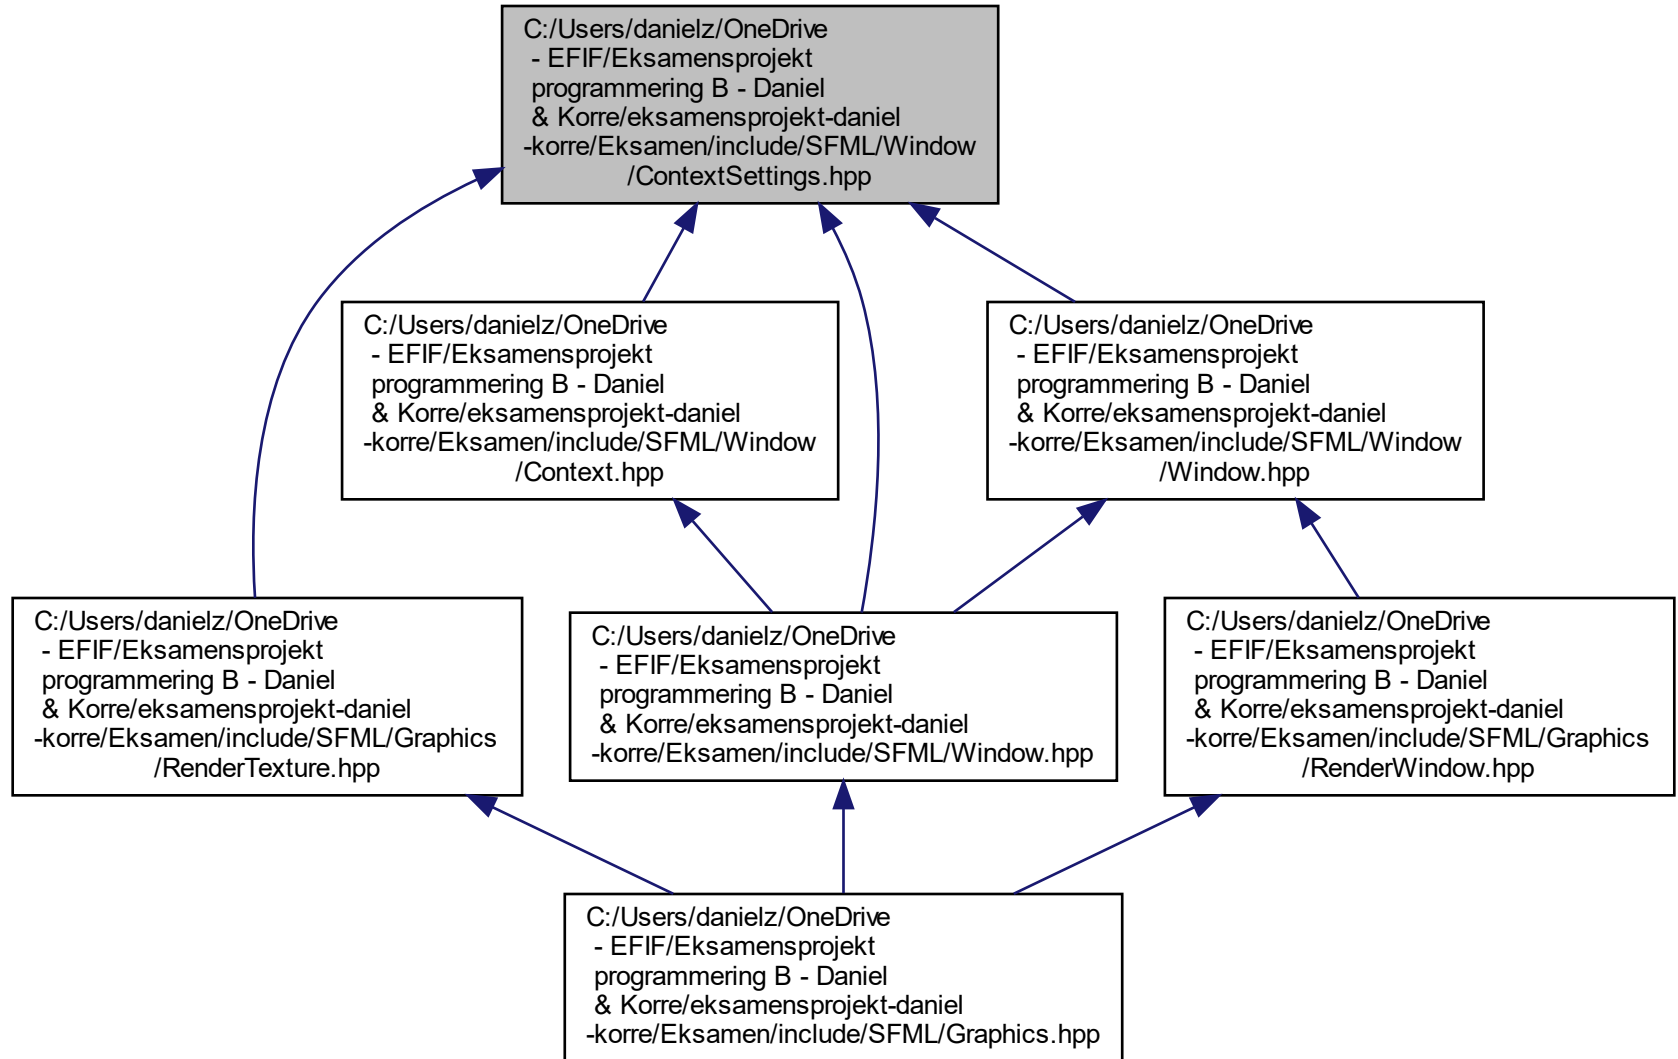 C:/Users/danielz/OneDrive
- EFIF/Eksamensprojekt
programmering B - Daniel
& Korre/eksamensprojekt-daniel
-korre/Eksamen/include/SFML/Window
/ContextSettings.hpp
C:/Users/danielz/OneDrive
- EFIF/Eksamensprojekt
programmering B - Daniel
& Korre/eksamensprojekt-daniel
-korre/Eksamen/include/SFML/Window
/Context.hpp
C:/Users/danielz/OneDrive
- EFIF/Eksamensprojekt
programmering B - Daniel
& Korre/eksamensprojekt-daniel
-korre/Eksamen/include/SFML/Window
/Window.hpp
C:/Users/danielz/OneDrive
- EFIF/Eksamensprojekt
programmering B - Daniel
& Korre/eksamensprojekt-daniel
-korre/Eksamen/include/SFML/Graphics
/RenderTexture.hpp
C:/Users/danielz/OneDrive
- EFIF/Eksamensprojekt
programmering B - Daniel
& Korre/eksamensprojekt-daniel
-korre/Eksamen/include/SFML/Window.hpp
C:/Users/danielz/OneDrive
- EFIF/Eksamensprojekt
programmering B - Daniel
& Korre/eksamensprojekt-daniel
-korre/Eksamen/include/SFML/Graphics
/RenderWindow.hpp
C:/Users/danielz/OneDrive
- EFIF/Eksamensprojekt
programmering B - Daniel
& Korre/eksamensprojekt-daniel
-korre/Eksamen/include/SFML/Graphics.hpp